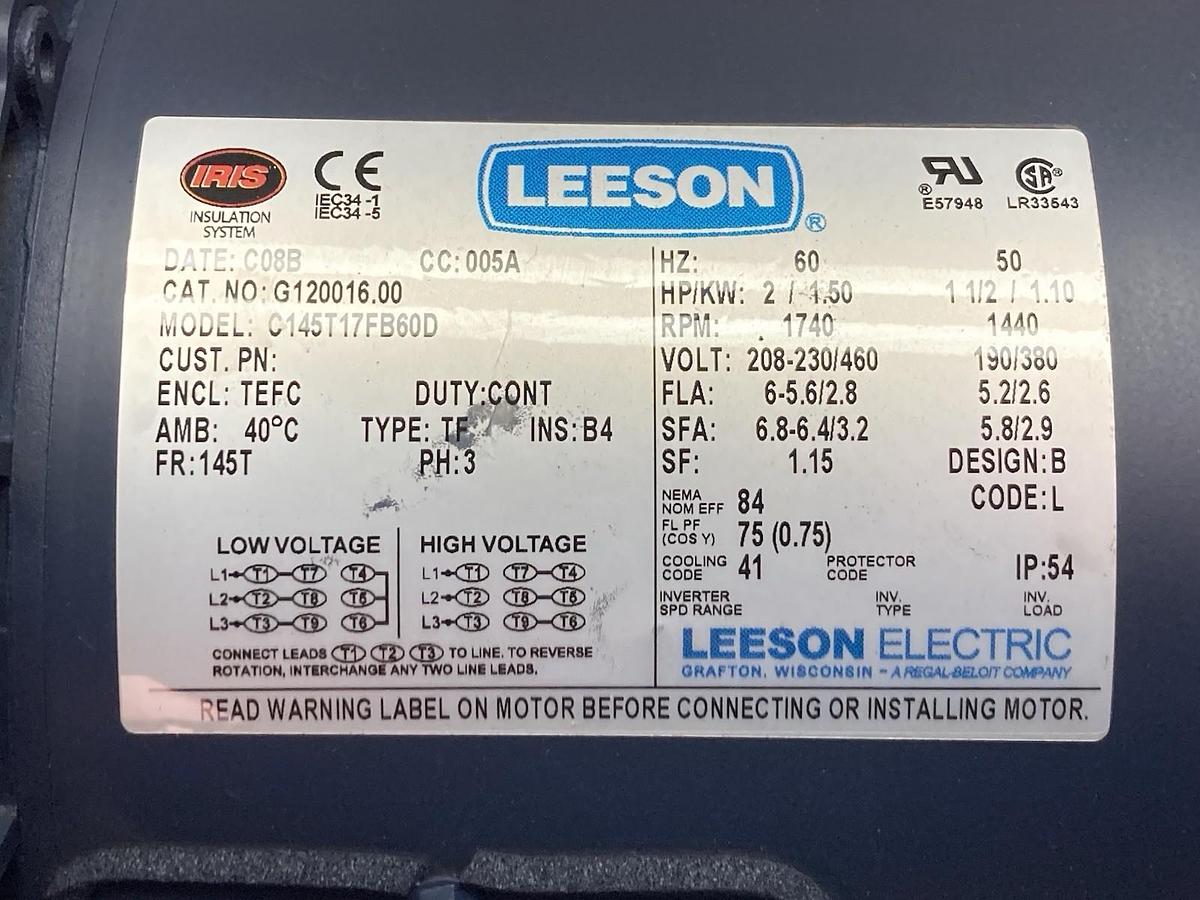 IRIS
INSULATION
SYSTEM
CE
IEC34-1
IEC34-5
LEESON
®
RU
® E57948
SA ®
LR33543
DATE: C08B CC: 005A
CAT. NO: G120016.00
MODEL: C145T17FB60D
CUST. PN:
ENCL: TEFC DUTY:CONT
AMB: 40°C TYPE: TF INS:B4
FR:145T PH:3
HZ: 60 50
HP/KW: 2 / 1.50 1 1/2 / 1.10
RPM: 1740 1440
VOLT: 208-230/460 190/380
FLA: 6-5.6/2.8 5.2/2.6
SFA: 6.8-6.4/3.2 5.8/2.9
SF: 1.15 DESIGN:B
NEMA
NOM EFF 84 CODE:L
FL PF
(COS Y) 75 (0.75)
COOLING
CODE 41 PROTECTOR
CODE IP:54
INVERTER
SPD RANGE INV.
TYPE INV.
LOAD
LOW VOLTAGE HIGH VOLTAGE
L1 T1 T7 T4 L1 T1 T7 T4
L2 T2 T8 T5 L2 T2 T8 T5
L3 T3 T9 T6 L3 T3 T9 T6
CONNECT LEADS T1 T2 T3 TO LINE. TO REVERSE
ROTATION, INTERCHANGE ANY TWO LINE LEADS.
LEESON ELECTRIC
GRAFTON, WISCONSIN - A REGAL-BELOIT COMPANY
READ WARNING LABEL ON MOTOR BEFORE CONNECTING OR INSTALLING MOTOR.